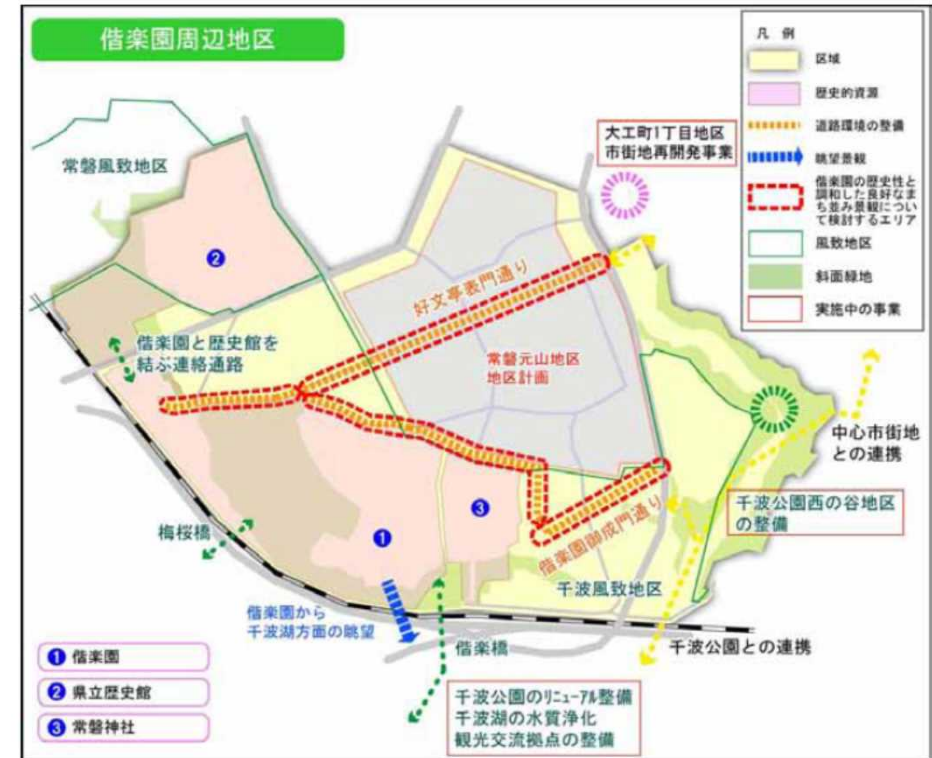 偕楽園周辺地区
凡 例
区域
歴史的資源
道路環境の整備
眺望景観
偕楽園の歴史性と
調和した良好なま
ち並み景観につい
て検討するエリア
風致地区
斜面緑地
実施中の事業
大工町1丁目地区
市街地再開発事業
常磐風致地区
2
好文亭表門通り
偕楽園と歴史館を
結ぶ連絡通路
常磐元山地区
地区計画
中心市街地
との連携
千波公園西の谷地区
の整備
3
1
梅桜橋
偕楽園御成門通り
千波風致地区
偕楽園から
千波湖方面の眺望
偕楽橋
千波公園との連携
1 偕楽園
2 県立歴史館
3 常磐神社
千波公園のリニューアル整備
千波湖の水質浄化
観光交流拠点の整備